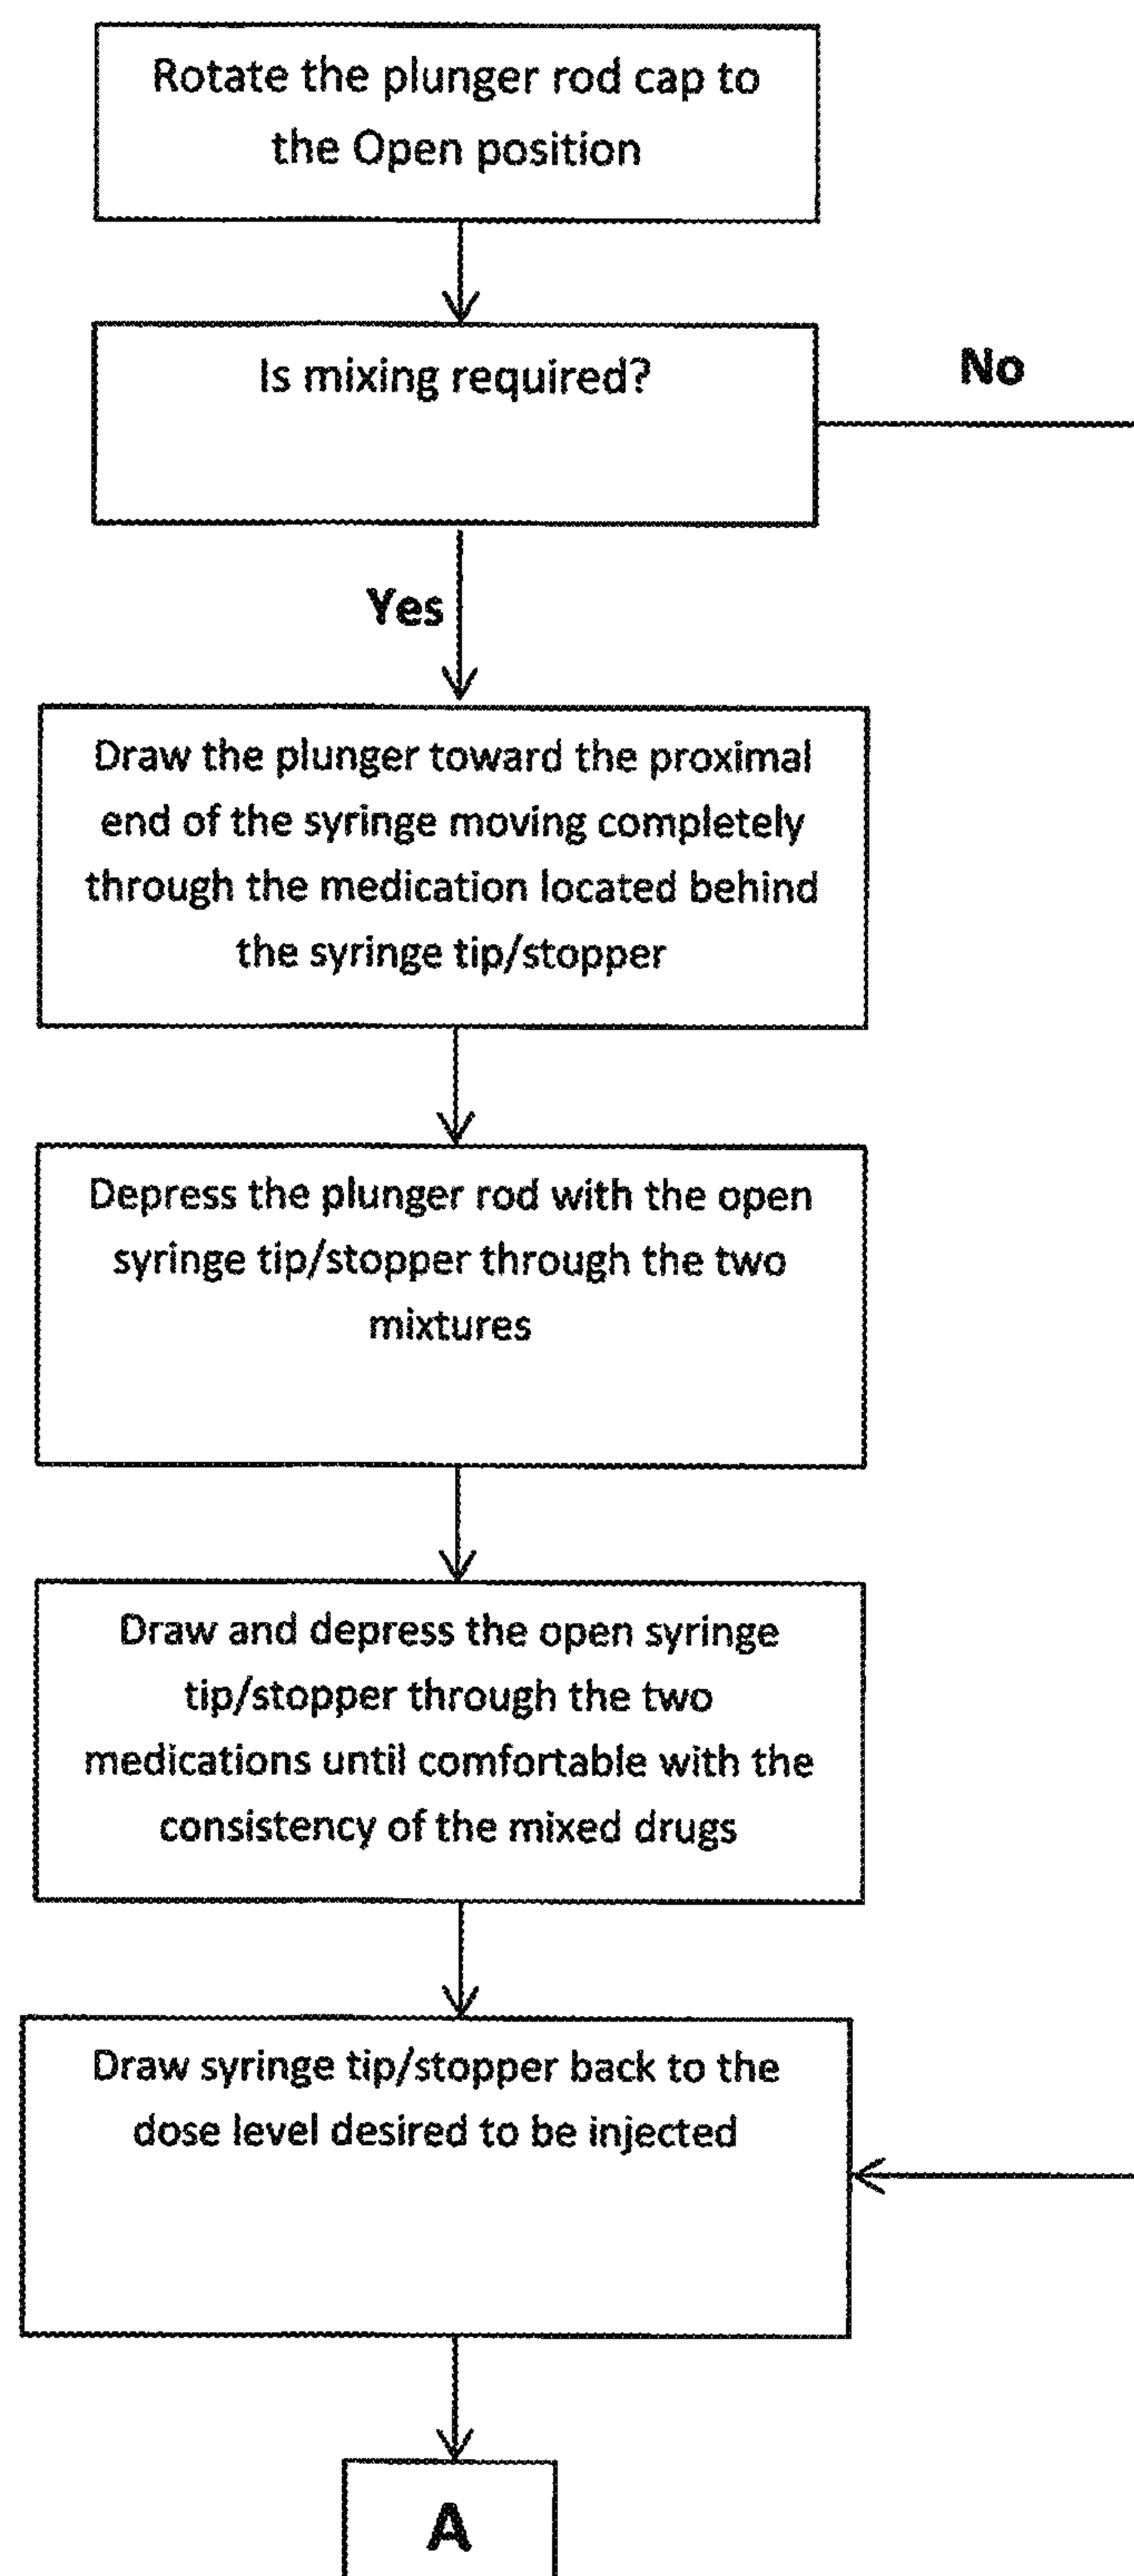 Rotate the plunger rod cap to
the Open position
Is mixing required?
No
Yes
Draw the plunger toward the proximal
end of the syringe moving completely
through the medication located behind
the syringe tip/stopper
Depress the plunger rod with the open
syringe tip/stopper through the two
mixtures
Draw and depress the open syringe
tip/stopper through the two
medications until comfortable with the
consistency of the mixed drugs
Draw syringe tip/stopper back to the
dose level desired to be injected
A